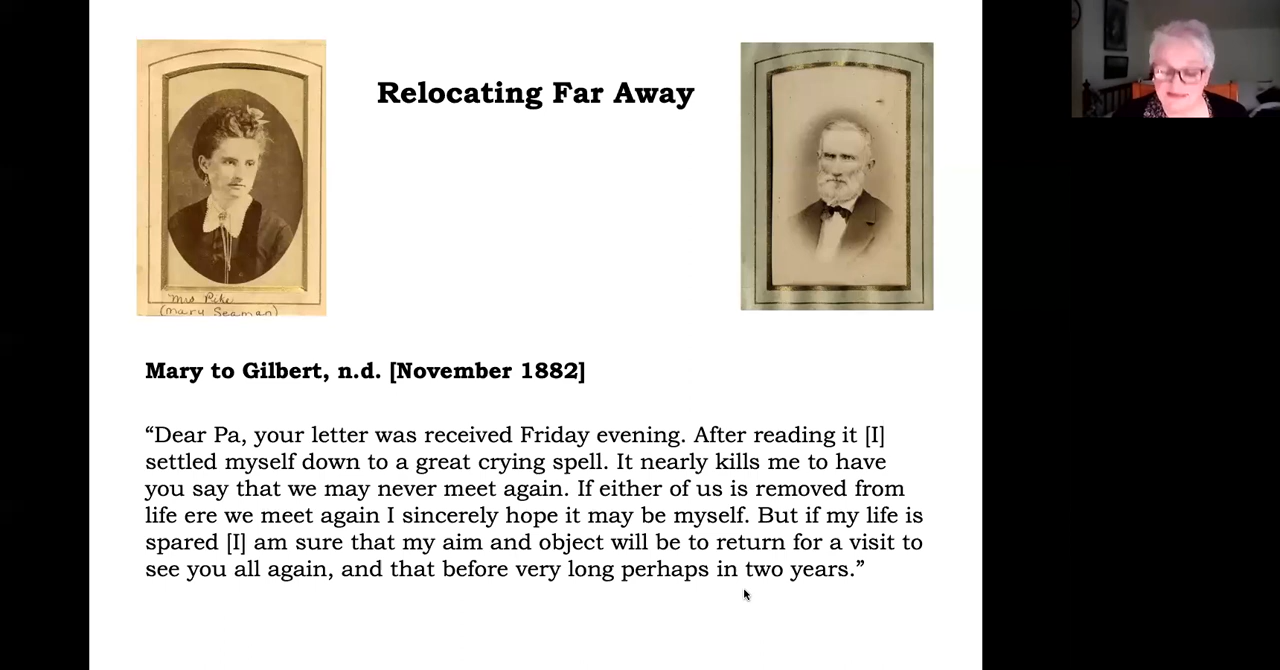 Relocating Far Away
Mrs Pike
(Mary Seaman)
Mary to Gilbert, n.d. [November 1882]
“Dear Pa, your letter was received Friday evening. After reading it [I]
settled myself down to a great crying spell. It nearly kills me to have
you say that we may never meet again. If either of us is removed from
life ere we meet again I sincerely hope it may be myself. But if my life is
spared [I] am sure that my aim and object will be to return for a visit to
see you all again, and that before very long perhaps in two years.”